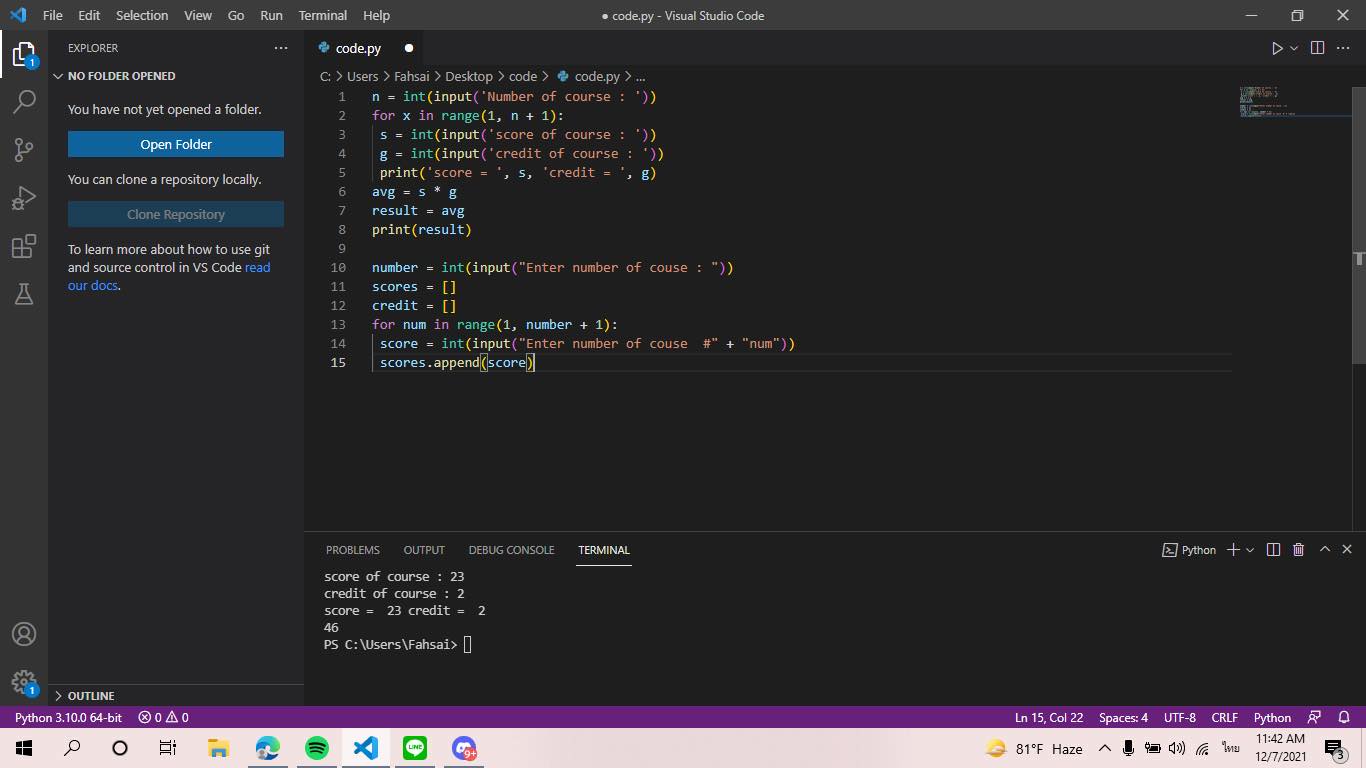 File Edit Selection View Go Run Terminal Help
● code.py - Visual Studio Code
EXPLORER
NO FOLDER OPENED
You have not yet opened a folder.
Open Folder
You can clone a repository locally.
Clone Repository
To learn more about how to use git
and source control in VS Code read
our docs.
OUTLINE
1
code.py
C: > Users > Fahsai > Desktop > code > code.py > ...
1 n = int(input('Number of course : '))
2 for x in range(1, n + 1):
3 s = int(input('score of course : '))
4 g = int(input('credit of course : '))
5 print('score = ', s, 'credit = ', g)
6 avg = s * g
7 result = avg
8 print(result)
9
10 number = int(input("Enter number of couse : "))
11 scores = []
12 credit = []
13 for num in range(1, number + 1):
14 score = int(input("Enter number of couse  #" + "num"))
15 scores.append(score)
PROBLEMS OUTPUT DEBUG CONSOLE TERMINAL
Python
score of course : 23
credit of course : 2
score =  23 credit =  2
46
PS C:\Users\Fahsai>
1
Python 3.10.0 64-bit 0 0
Ln 15, Col 22 Spaces: 4 UTF-8 CRLF Python
9+
LINE
81°F Haze
ไทย
11:42 AM
12/7/2021
3